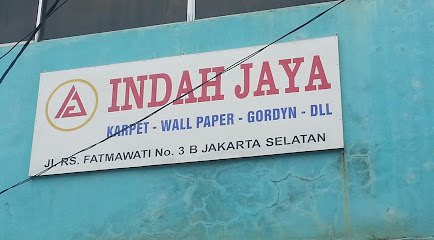 INDAH JAYA
KARPET - WALL PAPER - GORDYN - DLL
Jl. RS. FATMAWATI No. 3 B JAKARTA SELATAN